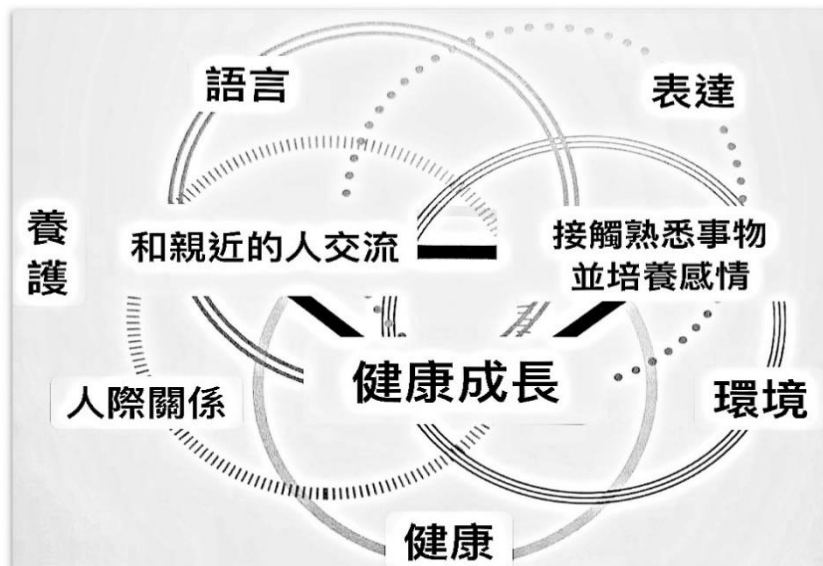 語言
表達
養
護
和親近的人交流
接觸熟悉事物
並培養感情
健康成長
人際關係
環境
健康